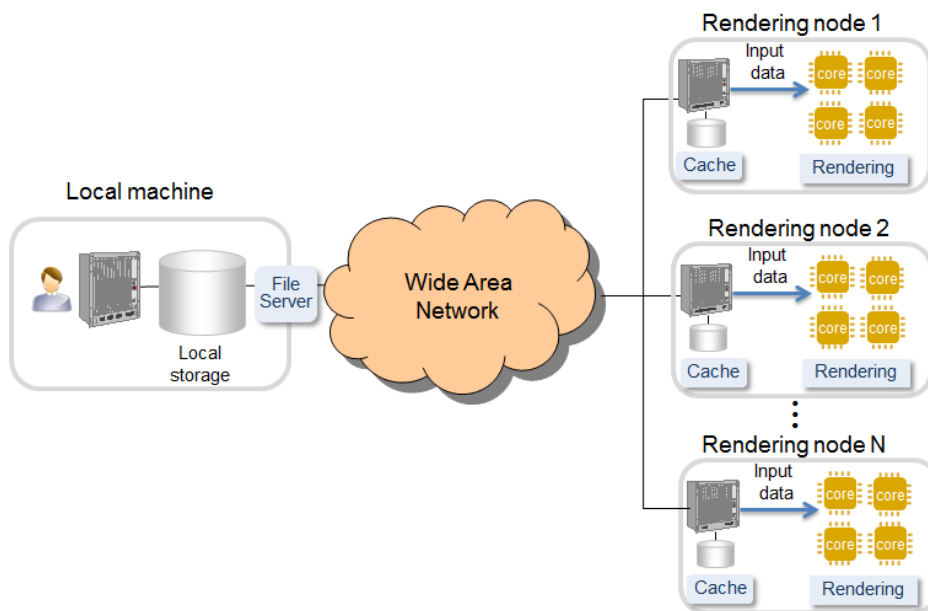 Local machine
File
Server
Local
storage
Wide Area
Network
Rendering node 1
Input
data
core
core
core
core
Cache
Rendering
Rendering node 2
Input
data
core
core
core
core
Cache
Rendering
Rendering node N
Input
data
core
core
core
core
Cache
Rendering